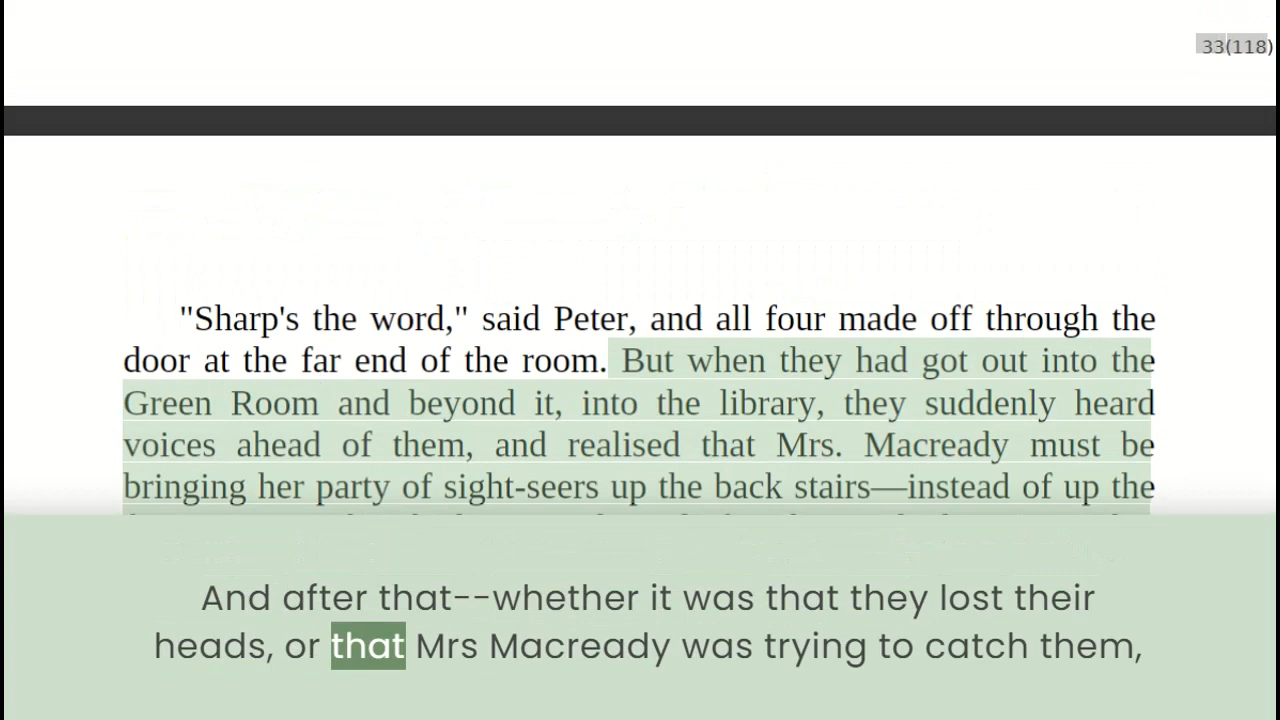 33(118)
"Sharp's the word," said Peter, and all four made off through the
door at the far end of the room. But when they had got out into the
Green Room and beyond it, into the library, they suddenly heard
voices ahead of them, and realised that Mrs. Macready must be
bringing her party of sight-seers up the back stairs—instead of up the
And after that--whether it was that they lost their
heads, or that Mrs Macready was trying to catch them,